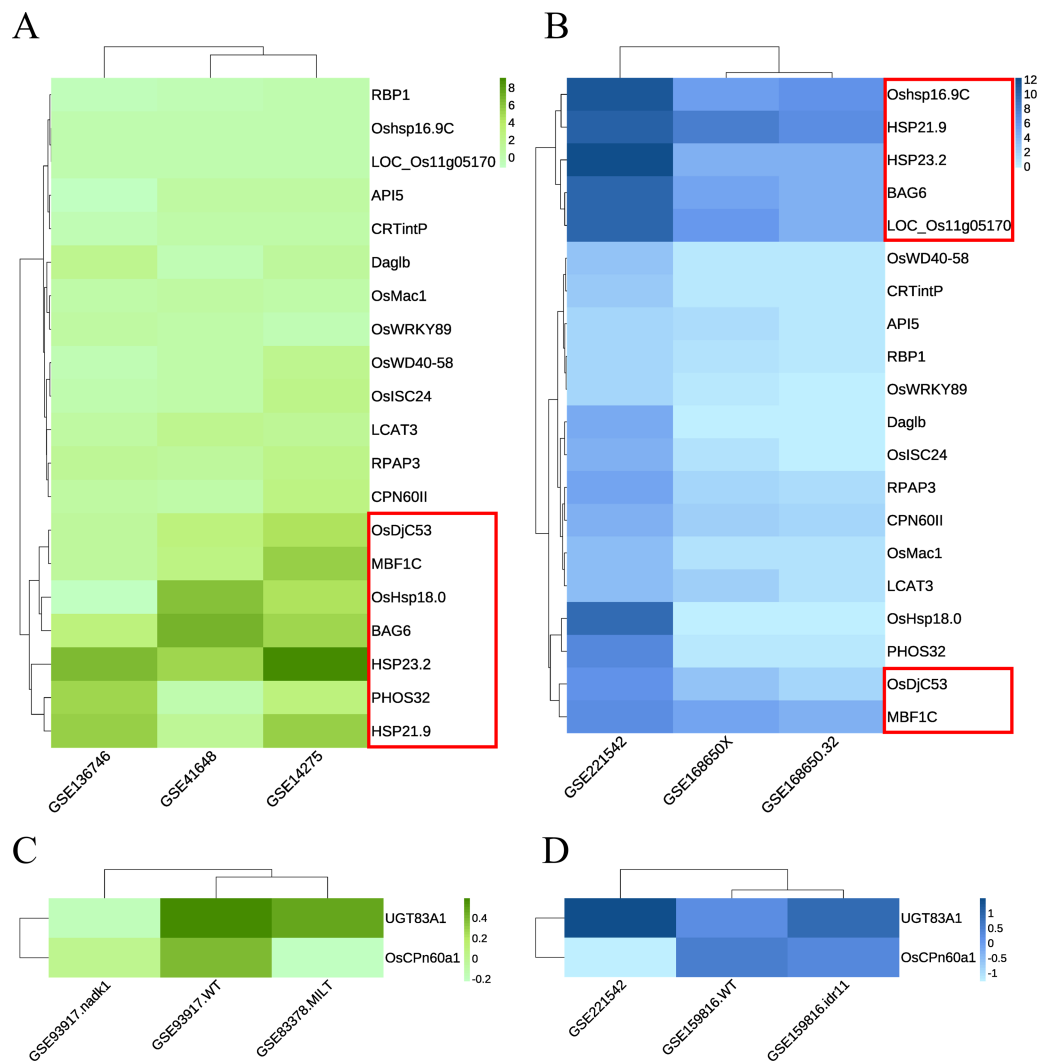 A
8
6
4
2
0
RBP1
Oshsp16.9C
LOC_Os11g05170
API5
CRTintP
Daglb
OsMac1
OsWRKY89
OsWD40-58
OsISC24
LCAT3
RPAP3
CPN60II
OsDjC53
MBF1C
OsHsp18.0
BAG6
HSP23.2
PHOS32
HSP21.9
GSE136746
GSE41648
GSE14275
B
12
10
8
6
4
2
0
Oshsp16.9C
HSP21.9
HSP23.2
BAG6
LOC_Os11g05170
OsWD40-58
CRTintP
API5
RBP1
OsWRKY89
Daglb
OsISC24
RPAP3
CPN60II
OsMac1
LCAT3
OsHsp18.0
PHOS32
OsDjC53
MBF1C
GSE221542
GSE168650X
GSE168650.32
C
0.4
0.2
0
-0.2
UGT83A1
OsCPn60a1
GSE93917.nadk1
GSE93917.WT
GSE83378.MILT
D
1
0.5
0
-0.5
-1
UGT83A1
OsCPn60a1
GSE221542
GSE159816.WT
GSE159816.idr11